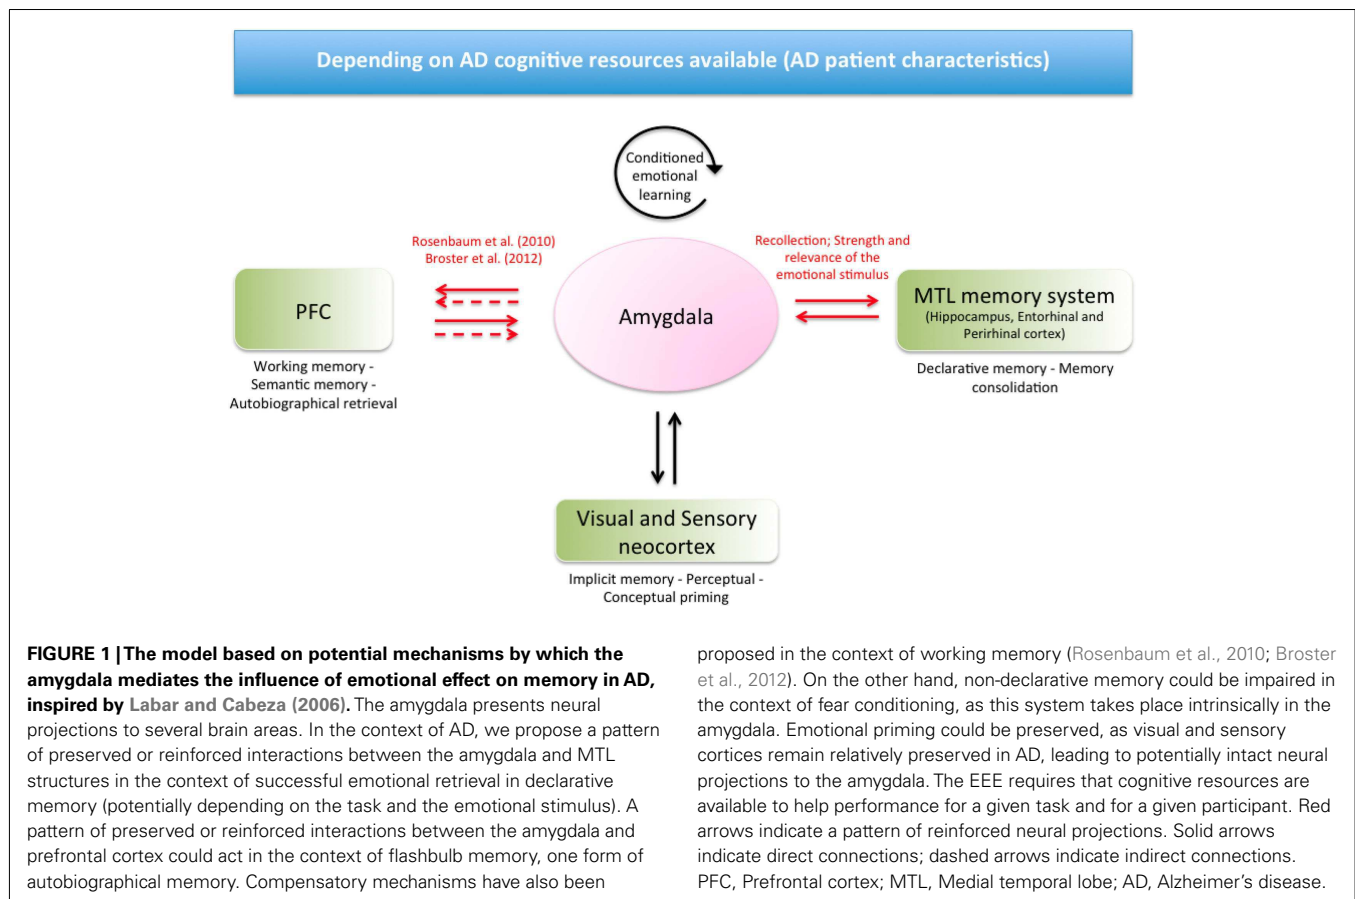 Depending on AD cognitive resources available (AD patient characteristics)
Conditioned
emotional
learning
Rosenbaum et al. (2010)
Broster et al. (2012)
Recollection; Strength and
relevance of the
emotional stimulus
PFC
Amygdala
MTL memory system
(Hippocampus, Entorhinal and
Perirhinal cortex)
Working memory -
Semantic memory -
Autobiographical retrieval
Declarative memory - Memory
consolidation
Visual and Sensory
neocortex
Implicit memory - Perceptual -
Conceptual priming
FIGURE 1 | The model based on potential mechanisms by which the
amygdala mediates the influence of emotional effect on memory in AD,
inspired by Labar and Cabeza (2006). The amygdala presents neural
projections to several brain areas. In the context of AD, we propose a pattern
of preserved or reinforced interactions between the amygdala and MTL
structures in the context of successful emotional retrieval in declarative
memory (potentially depending on the task and the emotional stimulus). A
pattern of preserved or reinforced interactions between the amygdala and
prefrontal cortex could act in the context of flashbulb memory, one form of
autobiographical memory. Compensatory mechanisms have also been
proposed in the context of working memory (Rosenbaum et al., 2010; Broster
et al., 2012). On the other hand, non-declarative memory could be impaired in
the context of fear conditioning, as this system takes place intrinsically in the
amygdala. Emotional priming could be preserved, as visual and sensory
cortices remain relatively preserved in AD, leading to potentially intact neural
projections to the amygdala. The EEE requires that cognitive resources are
available to help performance for a given task and for a given participant. Red
arrows indicate a pattern of reinforced neural projections. Solid arrows
indicate direct connections; dashed arrows indicate indirect connections.
PFC, Prefrontal cortex; MTL, Medial temporal lobe; AD, Alzheimer's disease.